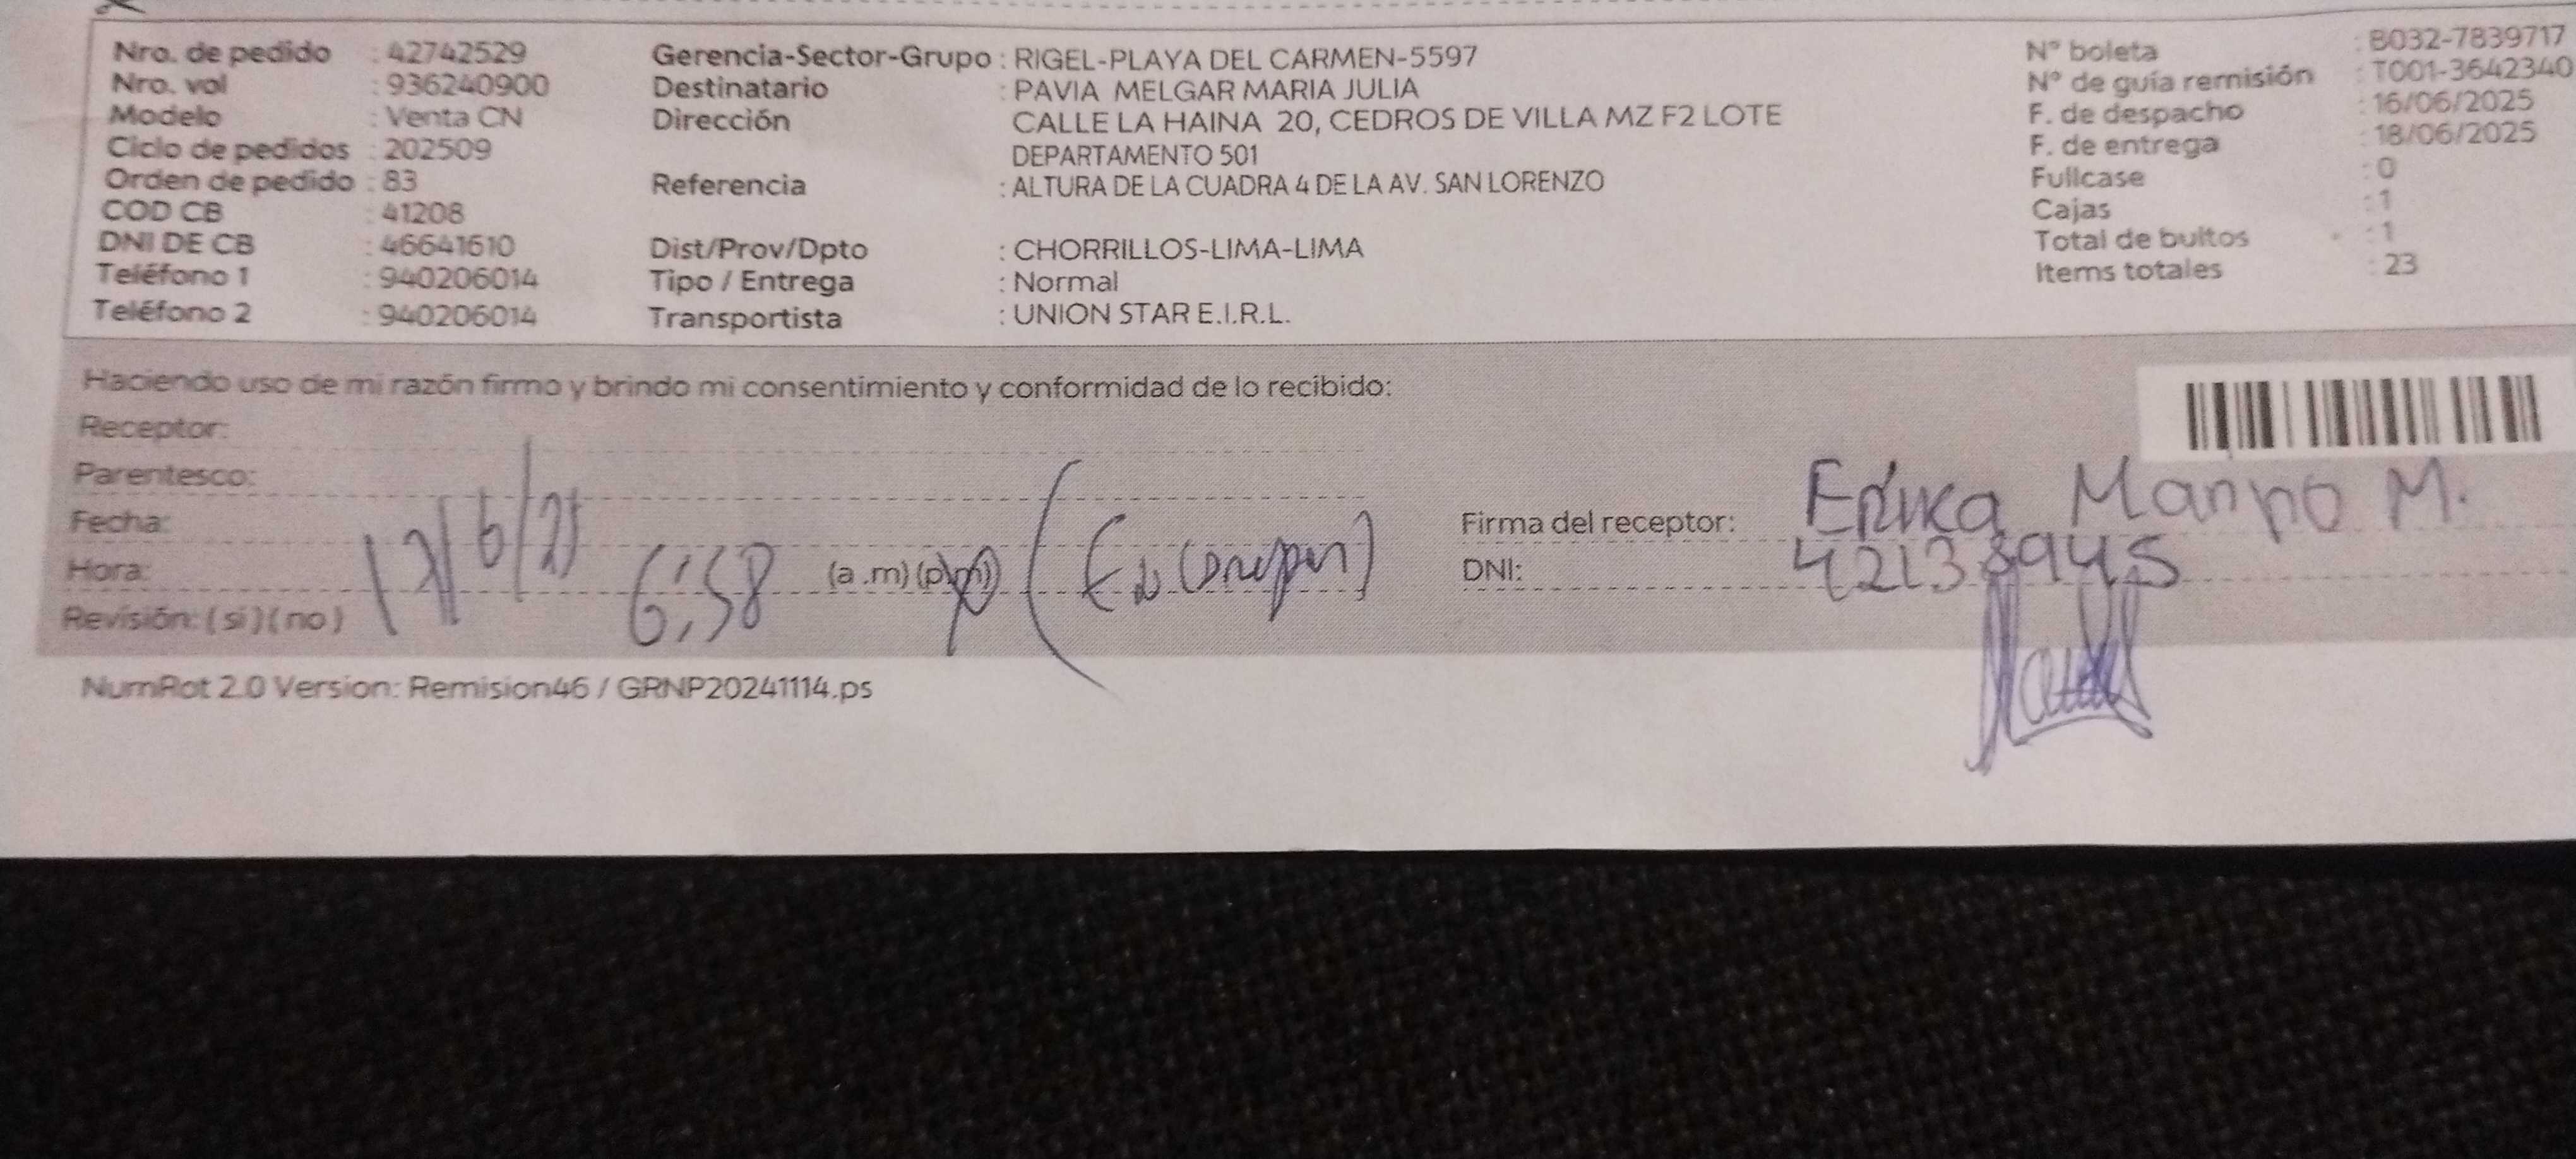 Nro. de pedido : 42742529 Gerencia-Sector-Grupo : RIGEL-PLAYA DEL CARMEN-5597 N° boleta : B032-7839717
Nro. vol : 936240900 Destinatario : PAVIA MELGAR MARIA JULIA N° de guía remisión : T001-3642340
Modelo : Venta CN Dirección CALLE LA HAINA 20, CEDROS DE VILLA MZ F2 LOTE F. de despacho : 16/06/2025
Ciclo de pedidos : 202509 DEPARTAMENTO 501 F. de entrega : 18/06/2025
Orden de pedido : 83 Referencia : ALTURA DE LA CUADRA 4 DE LA AV. SAN LORENZO Fullcase : 0
COD CB : 41208 Cajas : 1
DNI DE CB : 46641610 Dist/Prov/Dpto : CHORRILLOS-LIMA-LIMA Total de bultos : 1
Teléfono 1 : 940206014 Tipo / Entrega : Normal Items totales : 23
Teléfono 2 : 940206014 Transportista : UNION STAR E.I.R.L.
Haciendo uso de mi razón firmo y brindo mi consentimiento y conformidad de lo recibido:
Receptor:
Parentesco:
Fecha: 17/6/25 Firma del receptor: Erika M.
Hora: 6:58 (a .m) (p.m) DNI: 42138945
Revisión: ( si ) ( no )
NumRot 2.0 Version: Remision46 / GRNP20241114.ps